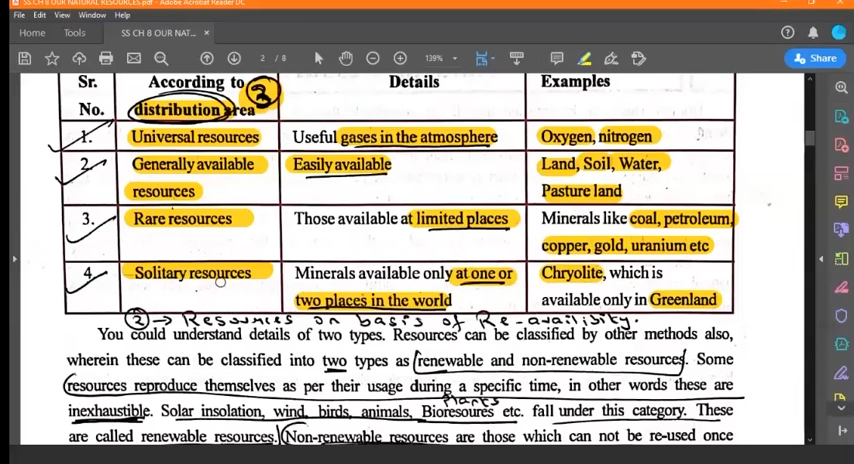 SS CH 8 OUR NATURAL RESOURCES.pdf - Adobe Acrobat Reader DC
File Edit View Window Help
Home Tools SS CH 8 OUR NAT... ×
2 / 8 139%
Share
Sr. No. According to distribution area ③ Details Examples
1. Universal resources Useful gases in the atmosphere Oxygen, nitrogen
2. Generally available resources Easily available Land, Soil, Water, Pasture land
3. Rare resources Those available at limited places Minerals like coal, petroleum, copper, gold, uranium etc
4. Solitary resources Minerals available only at one or two places in the world Chryolite, which is available only in Greenland
② → Resources on basis of Re-avalibity.
You could understand details of two types. Resources can be classified by other methods also,
wherein these can be classified into two types as renewable and non-renewable resources. Some
resources reproduce themselves as per their usage during a specific time, in other words these are
Plants
inexhaustible. Solar insolation, wind, birds, animals, Bioresoures etc. fall under this category. These
are called renewable resources. Non-renewable resources are those which can not be re-used once